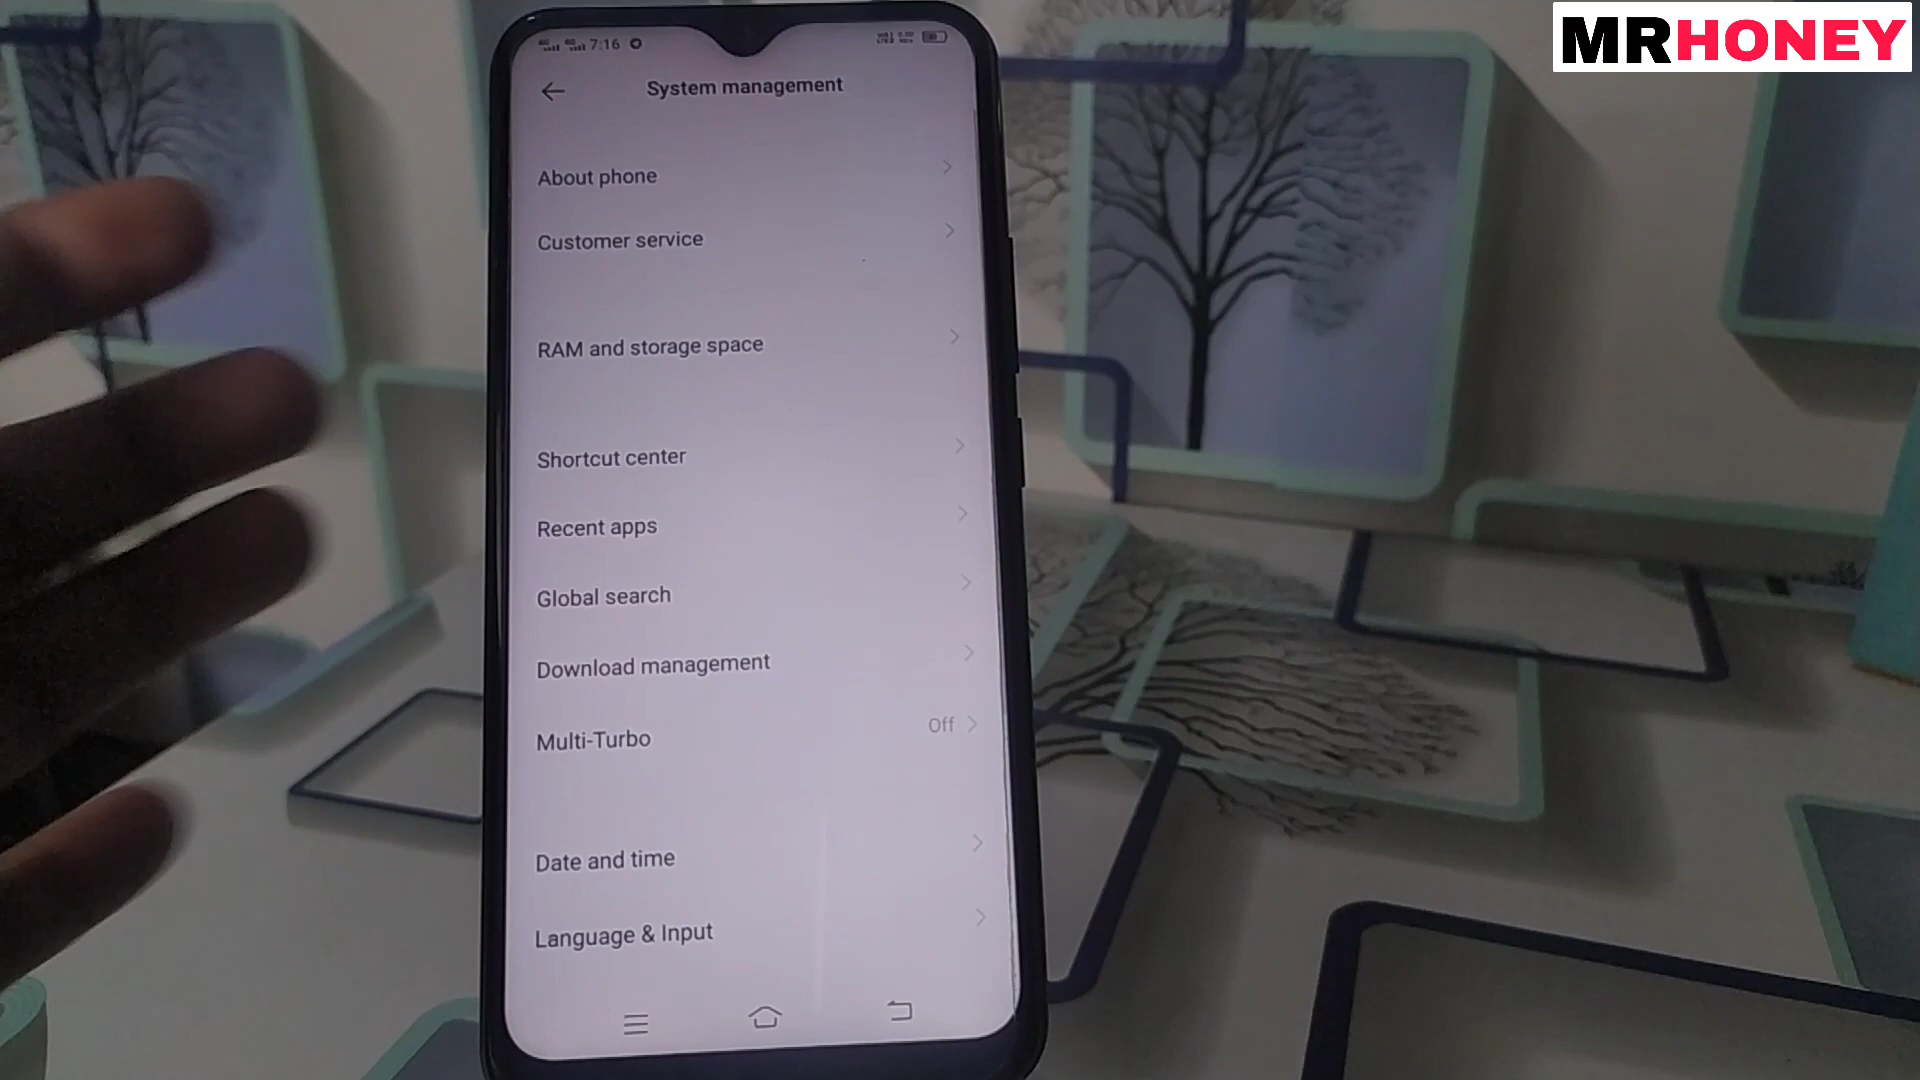 MRHONEY
7:16
System management
About phone
Customer service
RAM and storage space
Shortcut center
Recent apps
Global search
Download management
Multi-Turbo Off
Date and time
Language & Input